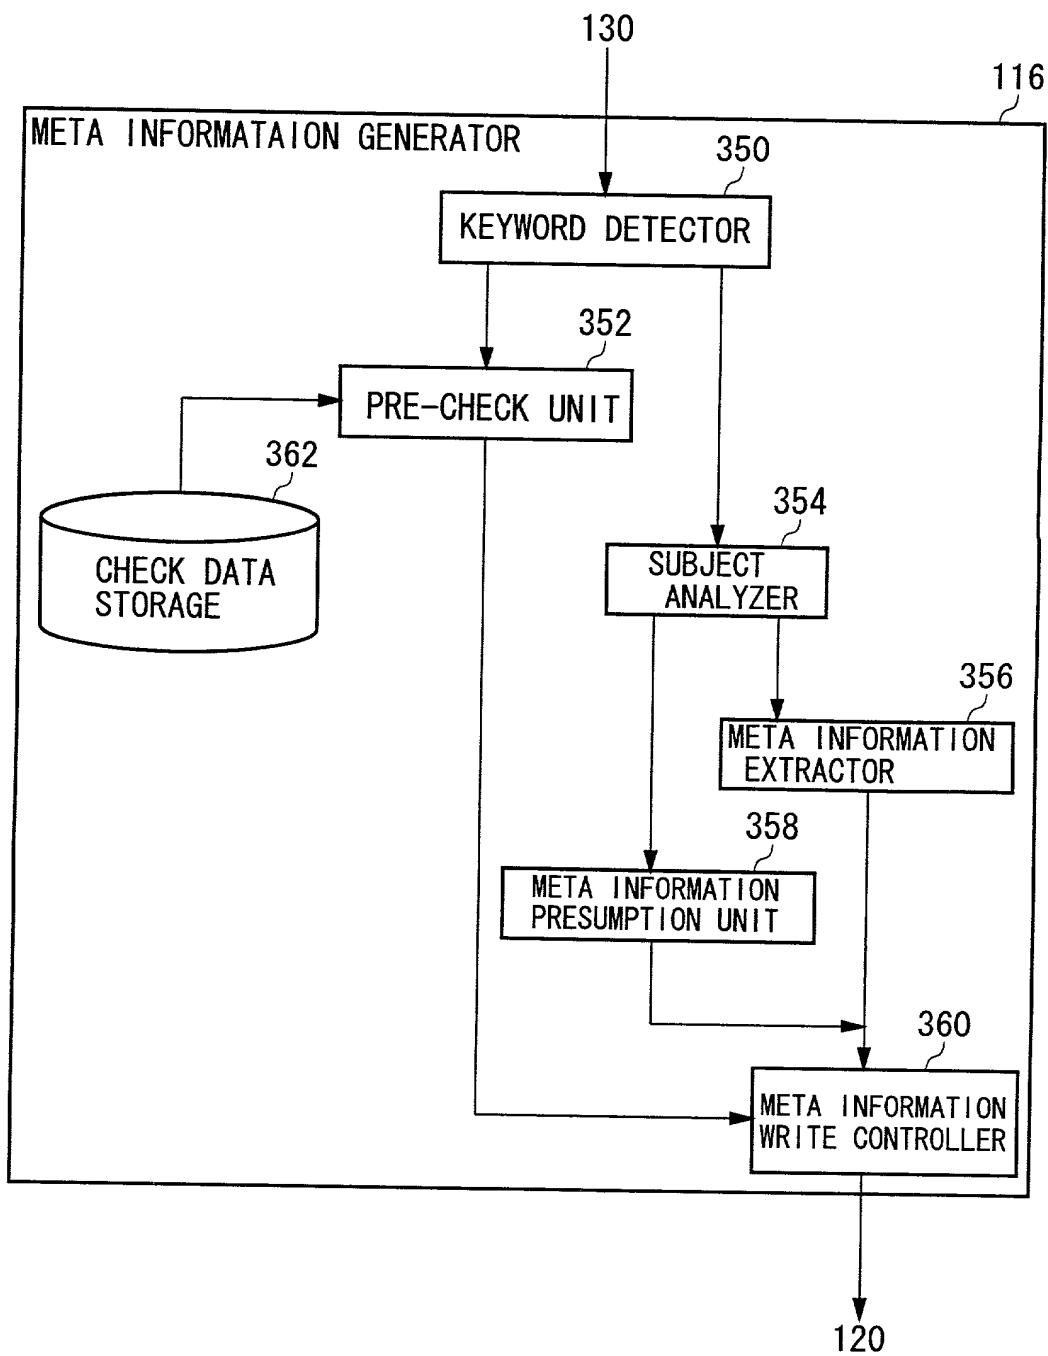 130
116
META INFORMATAION GENERATOR
350
KEYWORD DETECTOR
352
PRE-CHECK UNIT
362
CHECK DATA
STORAGE
354
SUBJECT
ANALYZER
356
META INFORMATION
EXTRACTOR
358
META INFORMATION
PRESUMPTION UNIT
360
META INFORMATION
WRITE CONTROLLER
120